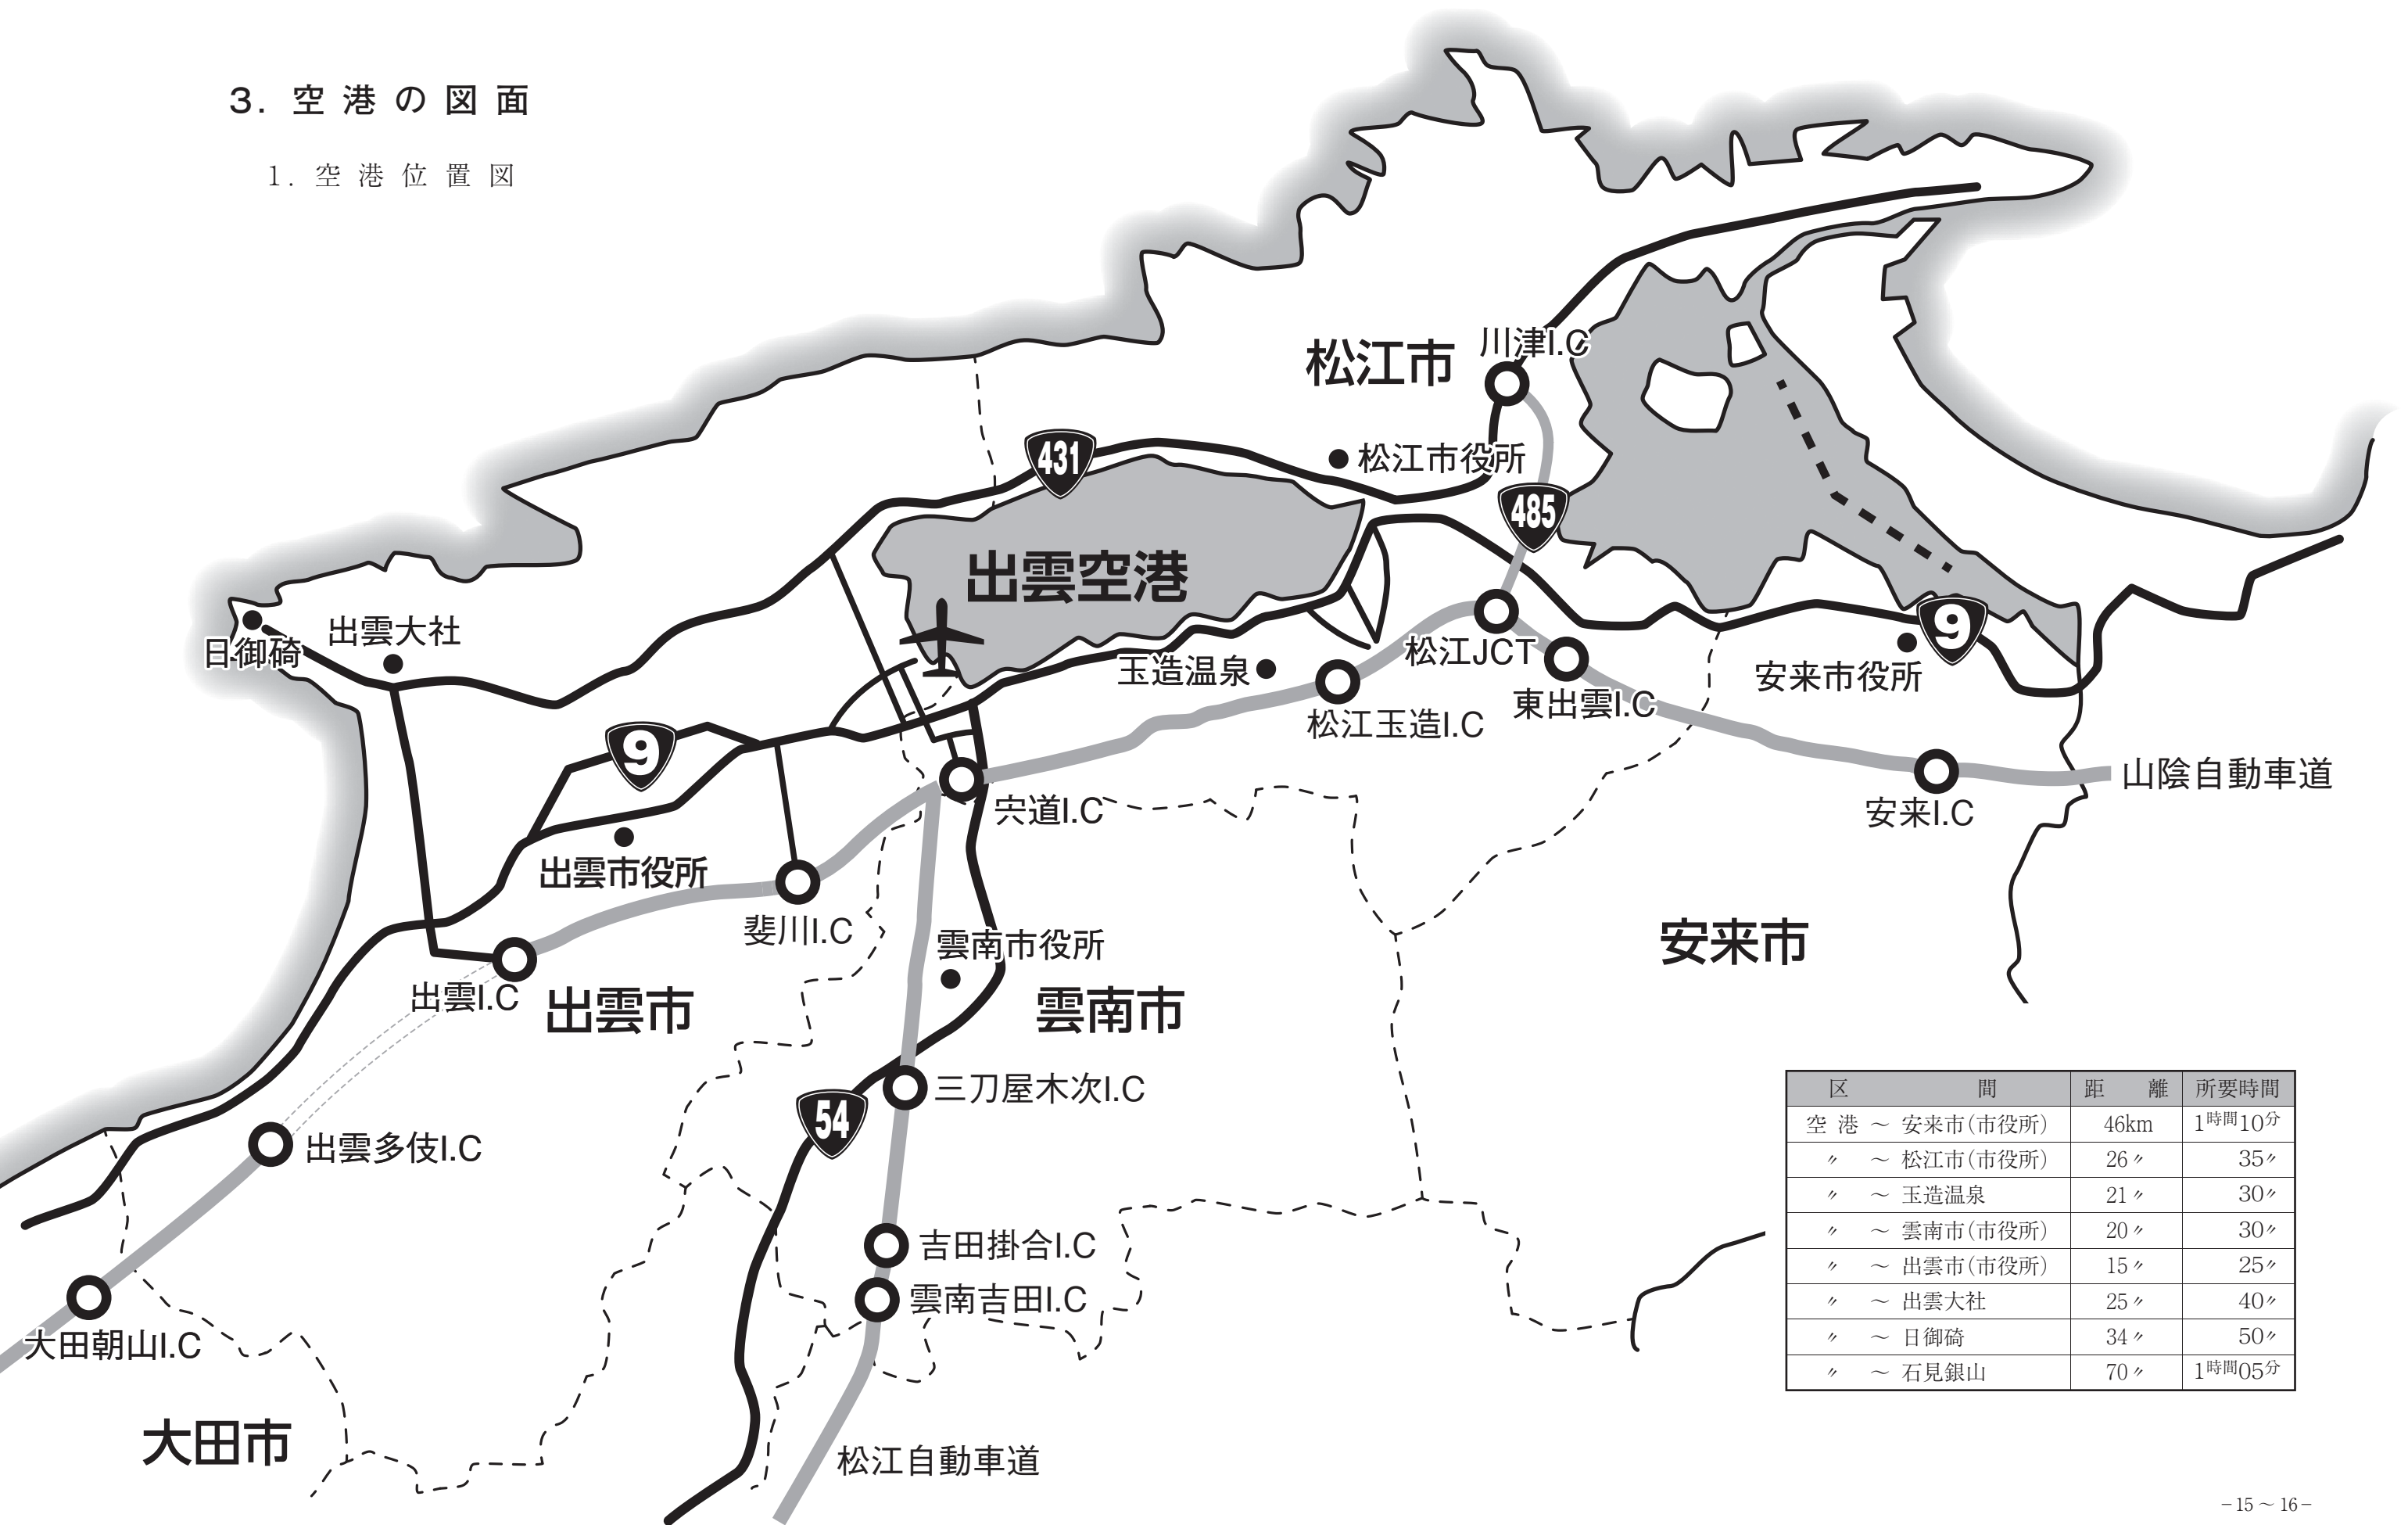 3. 空港の図面
1. 空港位置図
川津I.C
松江市
431
松江市役所
485
出雲空港
日御碕
出雲大社
9
松江JCT
玉造温泉
安来市役所
東出雲I.C
松江玉造I.C
9
山陰自動車道
宍道I.C
安来I.C
出雲市役所
斐川I.C
雲南市役所
安来市
出雲I.C
出雲市
雲南市
三刀屋木次I.C
54
出雲多伎I.C
吉田掛合I.C
雲南吉田I.C
大田朝山I.C
大田市
松江自動車道
区間 距離 所要時間
空港 〜 安来市(市役所) 46km 1時間10分
〃 〜 松江市(市役所) 26〃 35〃
〃 〜 玉造温泉 21〃 30〃
〃 〜 雲南市(市役所) 20〃 30〃
〃 〜 出雲市(市役所) 15〃 25〃
〃 〜 出雲大社 25〃 40〃
〃 〜 日御碕 34〃 50〃
〃 〜 石見銀山 70〃 1時間05分
−15〜16−